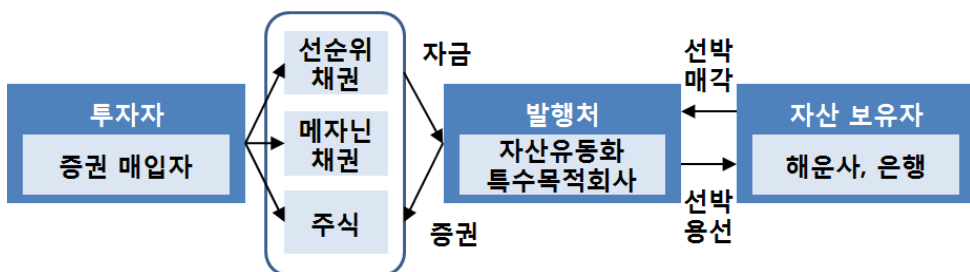 투자자
증권 매입자
선순위
채권
메자닌
채권
주식
자금
증권
발행처
자산유동화
특수목적회사
선박
매각
선박
용선
자산 보유자
해운사, 은행